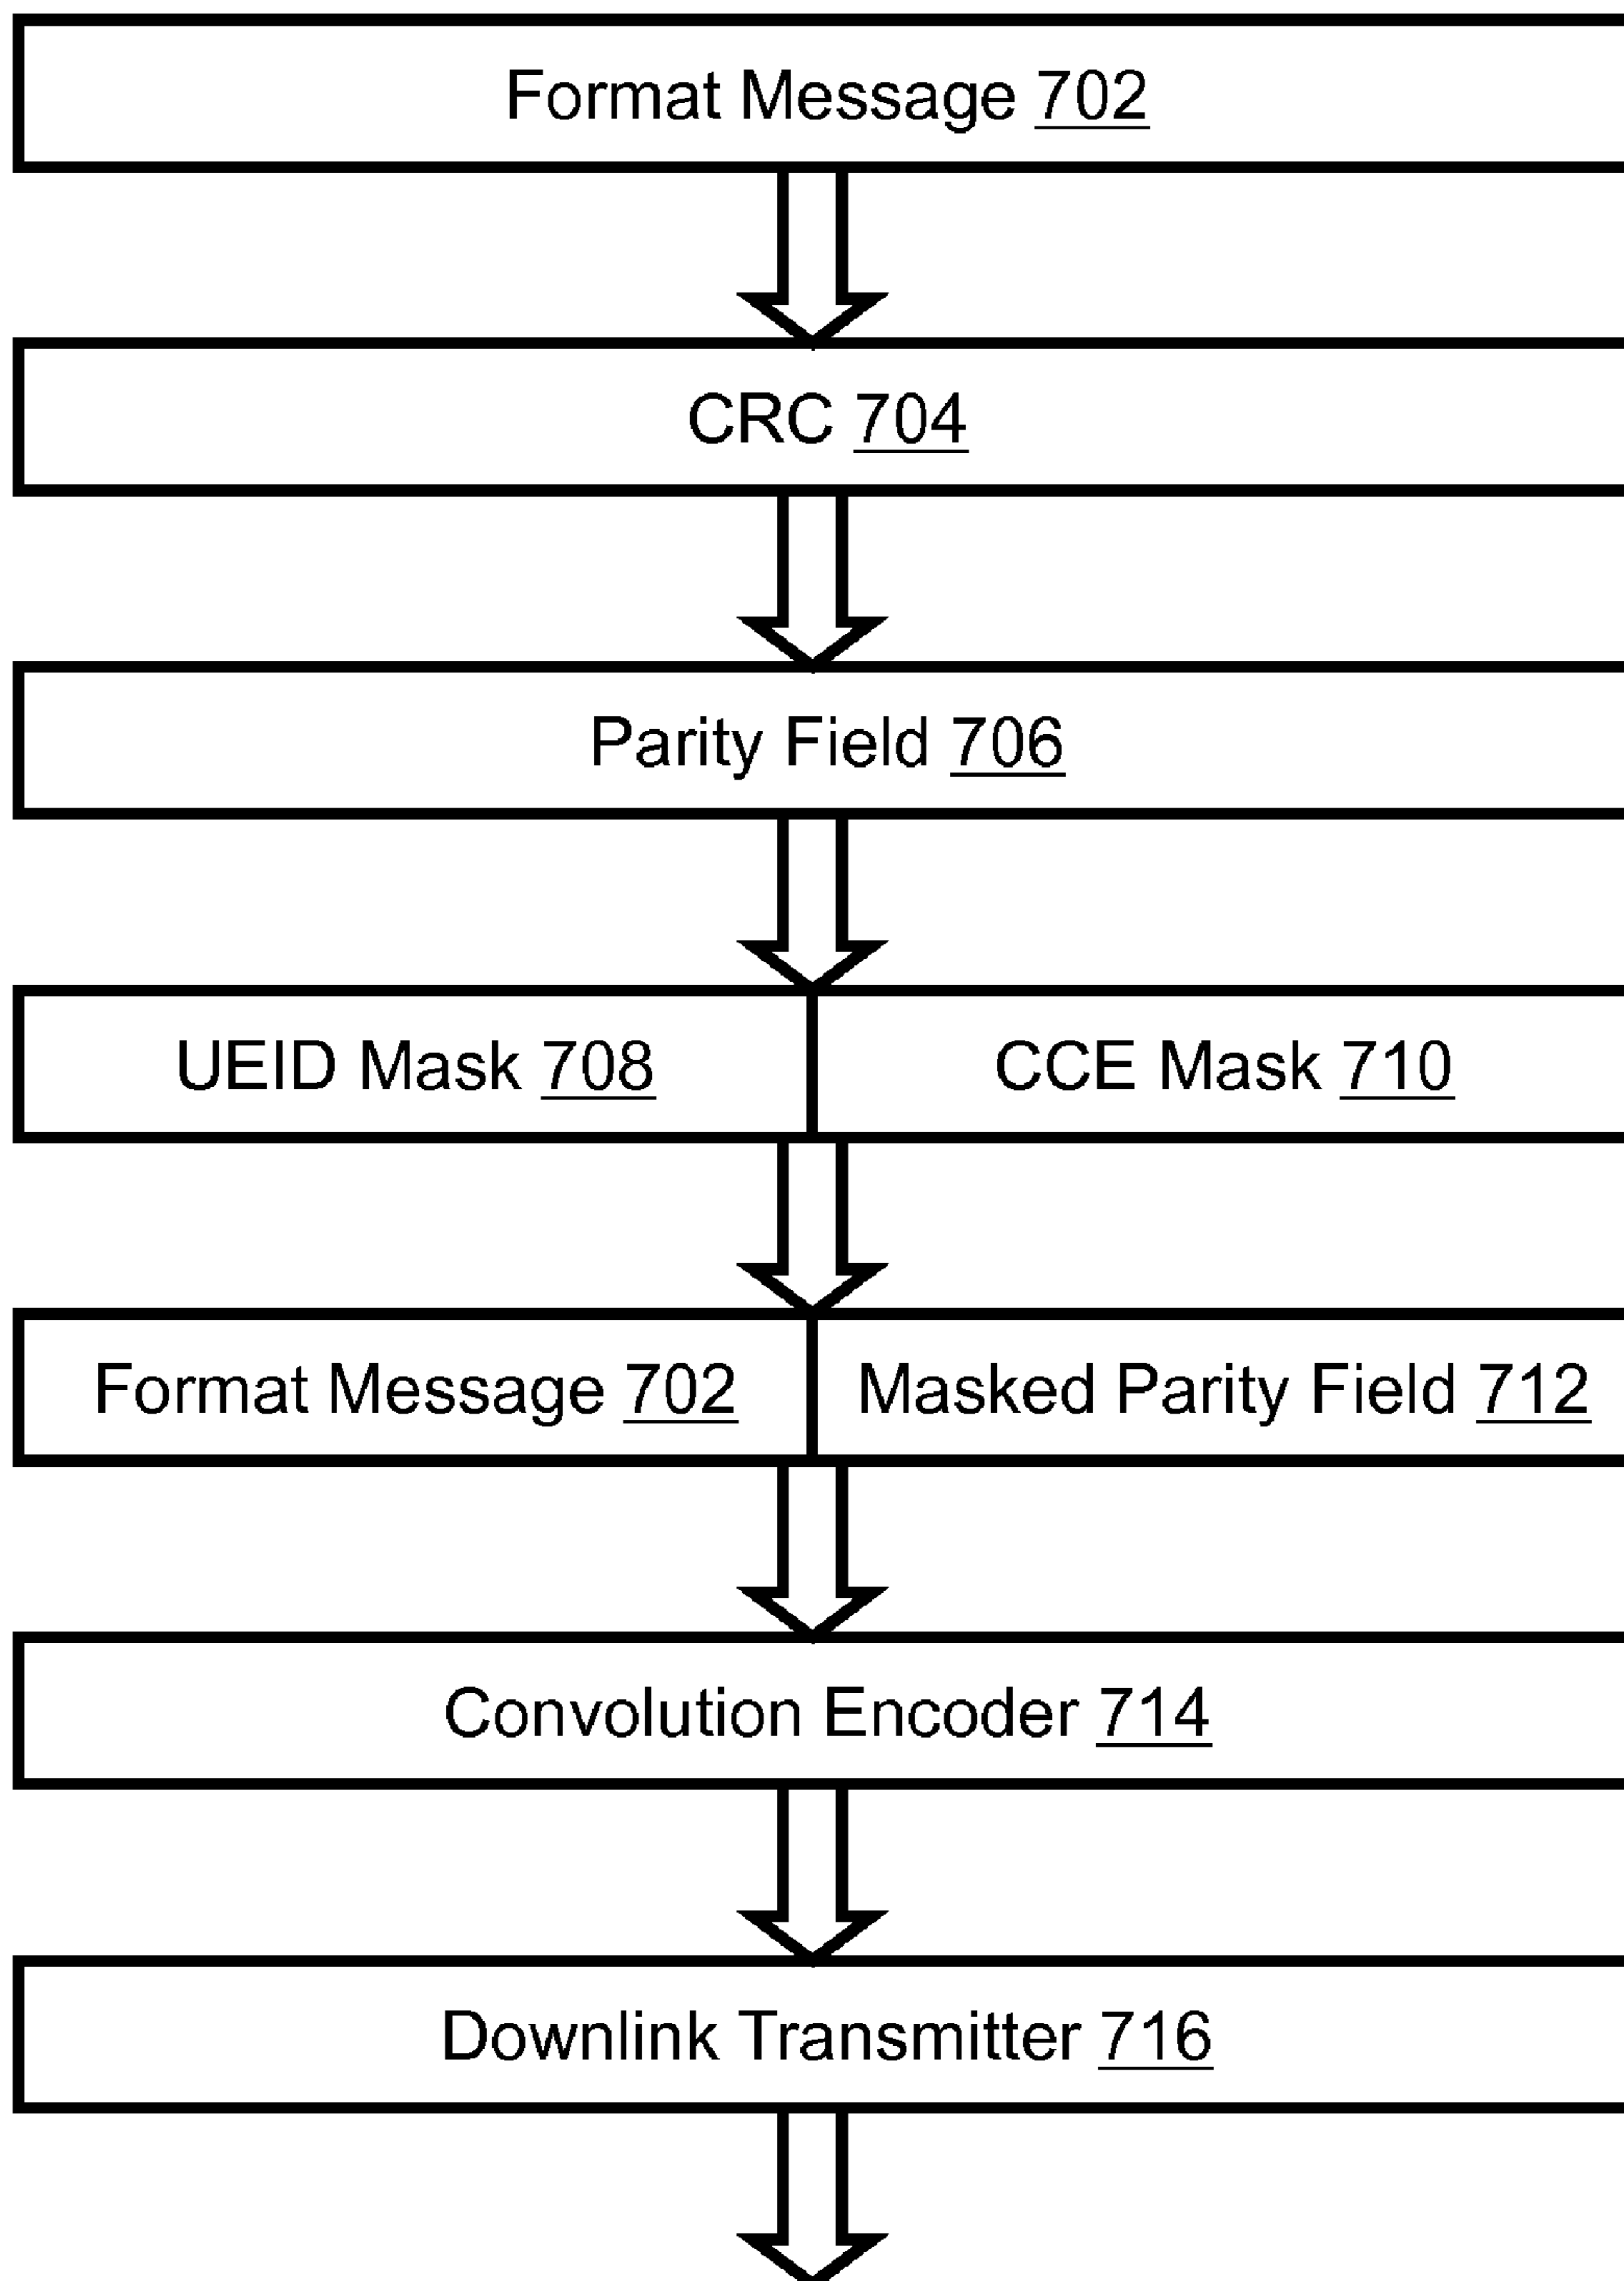 Format Message 702
CRC 704
Parity Field 706
UEID Mask 708
CCE Mask 710
Format Message 702
Masked Parity Field 712
Convolution Encoder 714
Downlink Transmitter 716